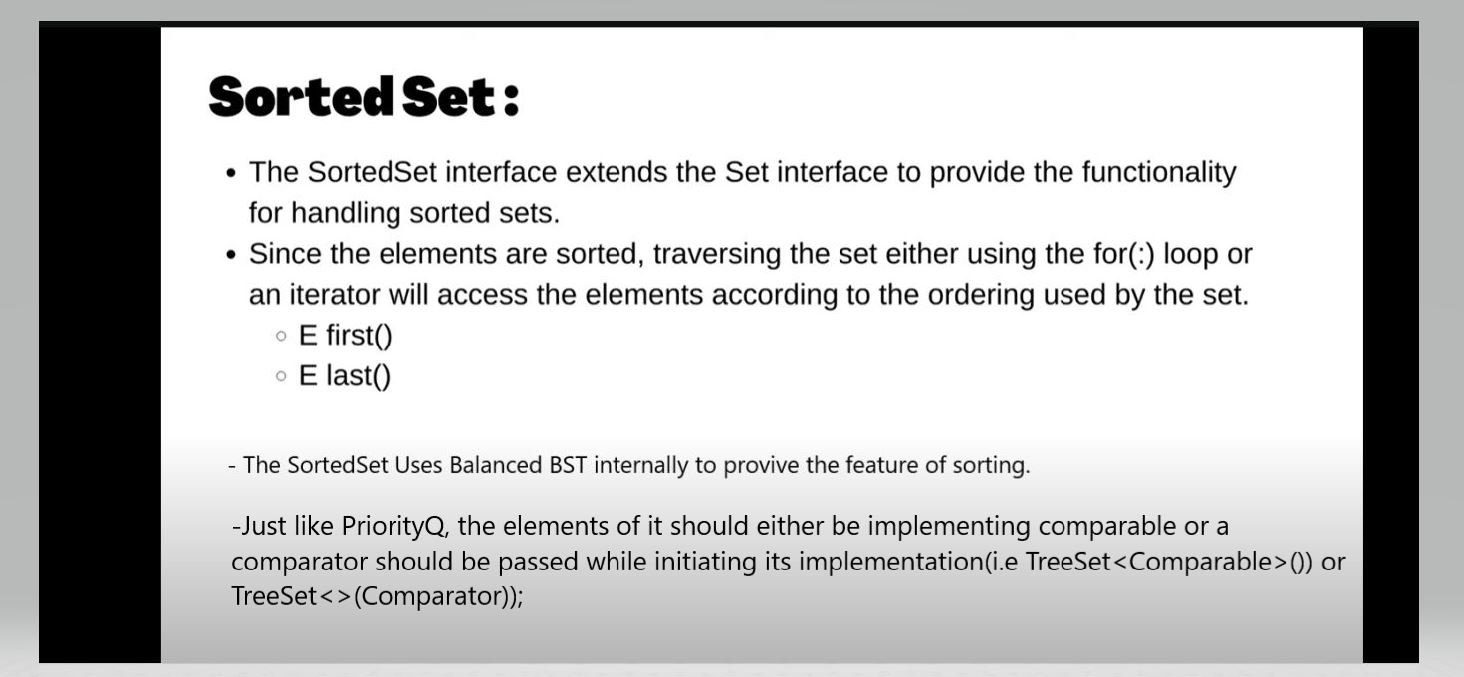 Sorted Set :
• The SortedSet interface extends the Set interface to provide the functionality
for handling sorted sets.
• Since the elements are sorted, traversing the set either using the for(:) loop or
an iterator will access the elements according to the ordering used by the set.
○ E first()
○ E last()
- The SortedSet Uses Balanced BST internally to provive the feature of sorting.
-Just like PriorityQ, the elements of it should either be implementing comparable or a
comparator should be passed while initiating its implementation(i.e TreeSet<Comparable>()) or
TreeSet<>(Comparator));